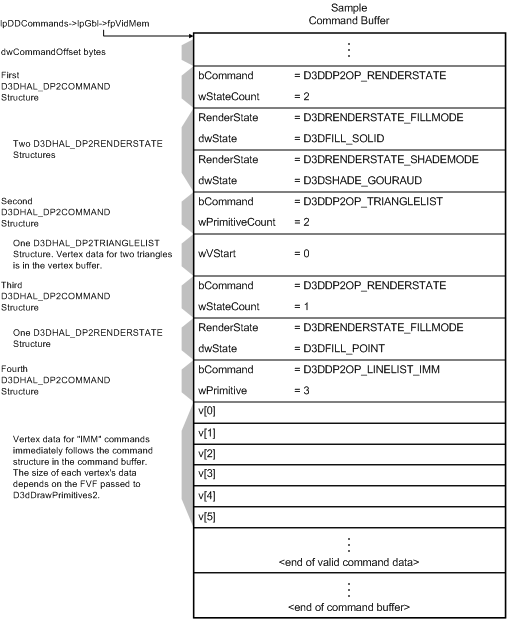 Sample
Command Buffer
lpDDCommands->lpGbl->fpVidMem
dwCommandOffset bytes
First
D3DHAL_DP2COMMAND
Structure
bCommand = D3DDP2OP_RENDERSTATE
wStateCount = 2
Two D3DHAL_DP2RENDERSTATE
Structures
RenderState = D3DRENDERSTATE_FILLMODE
dwState = D3DFILL_SOLID
RenderState = D3DRENDERSTATE_SHADEMODE
dwState = D3DSHADE_GOURAUD
Second
D3DHAL_DP2COMMAND
Structure
bCommand = D3DDP2OP_TRIANGLELIST
wPrimitiveCount = 2
One D3DHAL_DP2TRIANGLELIST
Structure. Vertex data for two triangles
is in the vertex buffer.
wVStart = 0
Third
D3DHAL_DP2COMMAND
Structure
bCommand = D3DDP2OP_RENDERSTATE
wStateCount = 1
One D3DHAL_DP2RENDERSTATE
Structure
RenderState = D3DRENDERSTATE_FILLMODE
dwState = D3DFILL_POINT
Fourth
D3DHAL_DP2COMMAND
Structure
bCommand = D3DDP2OP_LINELIST_IMM
wPrimitive = 3
Vertex data for "IMM" commands
immediately follows the command
structure in the command buffer.
The size of each vertex's data
depends on the FVF passed to
D3dDrawPrimitives2.
v[0]
v[1]
v[2]
v[3]
v[4]
v[5]
<end of valid command data>
<end of command buffer>